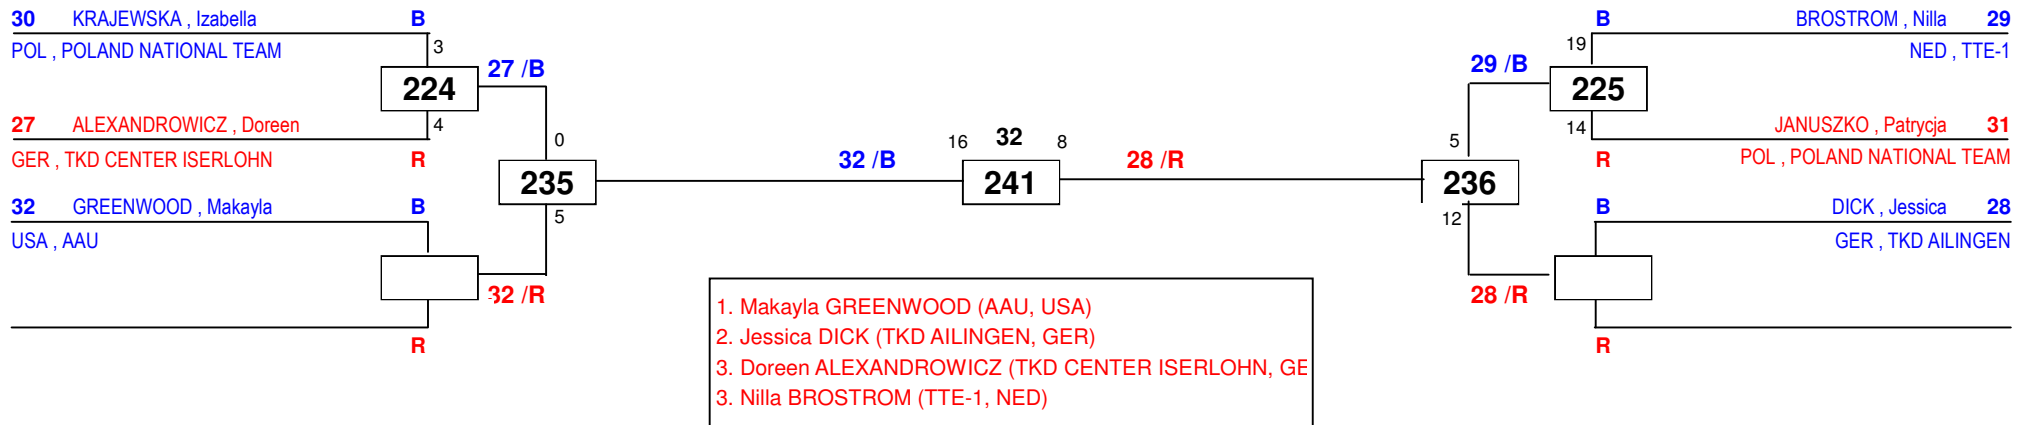 30 KRAJEWSKA , Izabella B
POL , POLAND NATIONAL TEAM
3
224
27 /B
4
27 ALEXANDROWICZ , Doreen
GER , TKD CENTER ISERLOHN R
0
235
5
32 GREENWOOD , Makayla B
USA , AAU
32 /R
R
32 /B
16 32 8
241
28 /R
B BROSTROM , Nilla 29
NED , TTE-1
19
29 /B
225
14
JANUSZKO , Patrycja 31
R POL , POLAND NATIONAL TEAM
5
236
12
B DICK , Jessica 28
GER , TKD AILINGEN
28 /R
R
1. Makayla GREENWOOD (AAU, USA)
2. Jessica DICK (TKD AILINGEN, GER)
3. Doreen ALEXANDROWICZ (TKD CENTER ISERLOHN, GE
3. Nilla BROSTROM (TTE-1, NED)